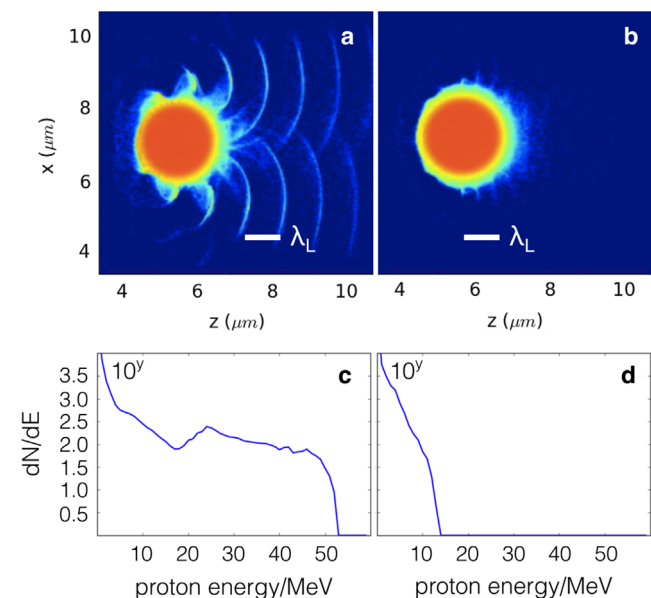 a
b
10
8
6
4
x (μm)
λL
λL
4 6 8 10
4 6 8 10
z (μm)
z (μm)
10y
c
10y
d
3.5
3.0
2.5
2.0
1.5
1.0
0.5
dN/dE
10 20 30 40 50
10 20 30 40 50
proton energy/MeV
proton energy/MeV